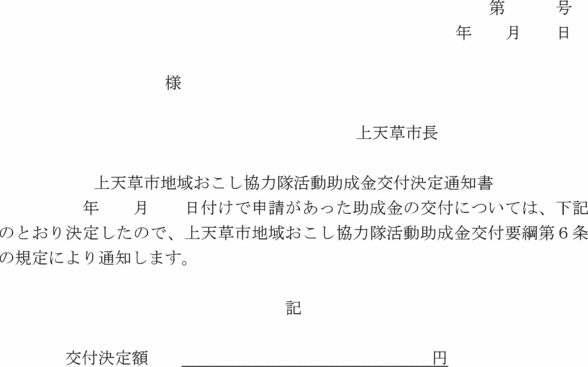 第　　　号
年　　月　　日
様
上天草市長
上天草市地域おこし協力隊活動助成金交付決定通知書
年　　月　　日付けで申請があった助成金の交付については、下記
のとおり決定したので、上天草市地域おこし協力隊活動助成金交付要綱第６条
の規定により通知します。
記
交付決定額　　　　　　　　　　　　　　　　　円